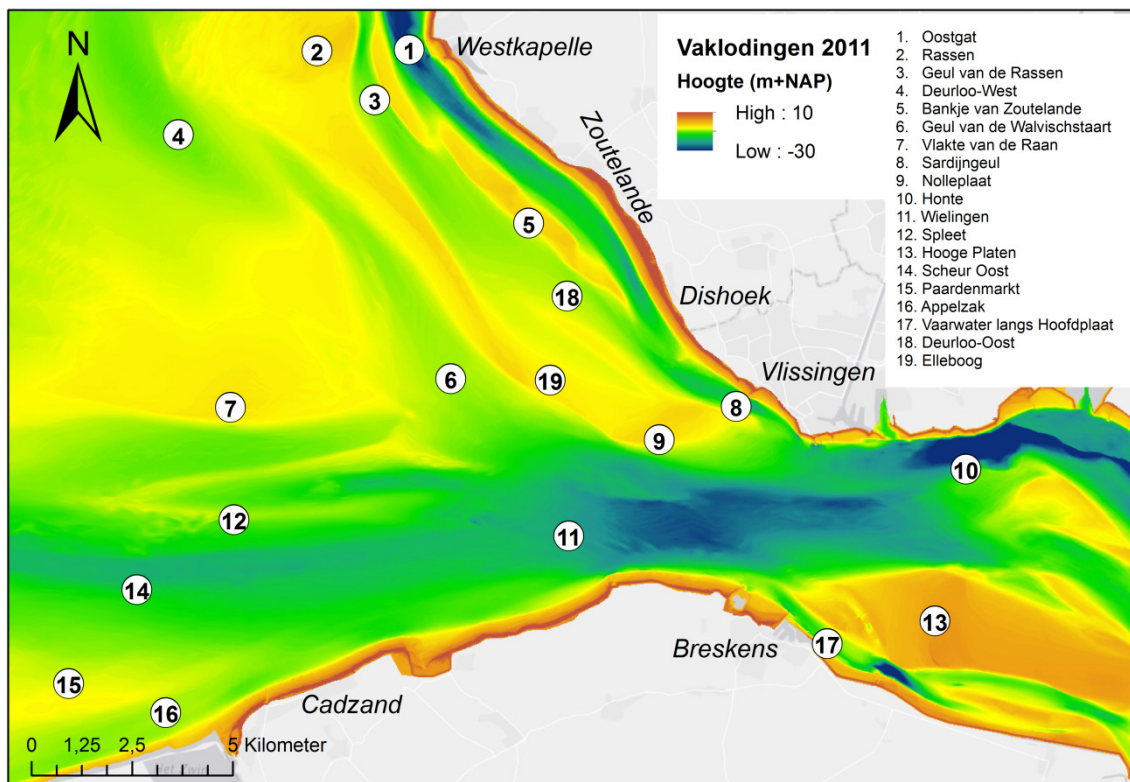 N
Westkapelle
Zoutelande
Dishoek
Vlissingen
Breskens
Cadzand
Vaklodingen 2011
Hoogte (m+NAP)
High : 10
Low : -30
1. Oostgat
2. Rassen
3. Geul van de Rassen
4. Deurloo-West
5. Bankje van Zoutelande
6. Geul van de Walvischstaart
7. Vlakte van de Raan
8. Sardijngeul
9. Nolleplaat
10. Honte
11. Wielingen
12. Spleet
13. Hooge Platen
14. Scheur Oost
15. Paardenmarkt
16. Appelzak
17. Vaarwater langs Hoofdplaat
18. Deurloo-Oost
19. Elleboog
2
1
3
4
5
18
6
19
7
8
9
10
12
11
14
13
17
15
16
0 1,25 2,5 5 Kilometer